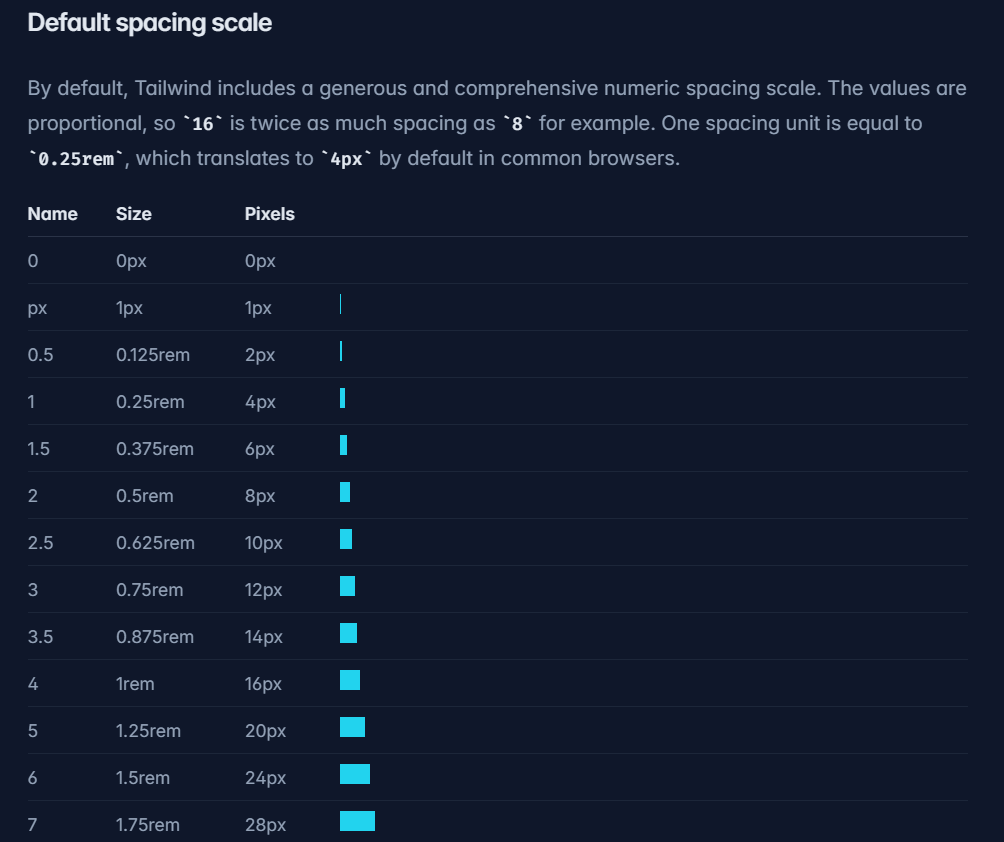 Default spacing scale
By default, Tailwind includes a generous and comprehensive numeric spacing scale. The values are
proportional, so `16` is twice as much spacing as `8` for example. One spacing unit is equal to
`0.25rem`, which translates to `4px` by default in common browsers.
Name Size Pixels
0 0px 0px
px 1px 1px
0.5 0.125rem 2px
1 0.25rem 4px
1.5 0.375rem 6px
2 0.5rem 8px
2.5 0.625rem 10px
3 0.75rem 12px
3.5 0.875rem 14px
4 1rem 16px
5 1.25rem 20px
6 1.5rem 24px
7 1.75rem 28px